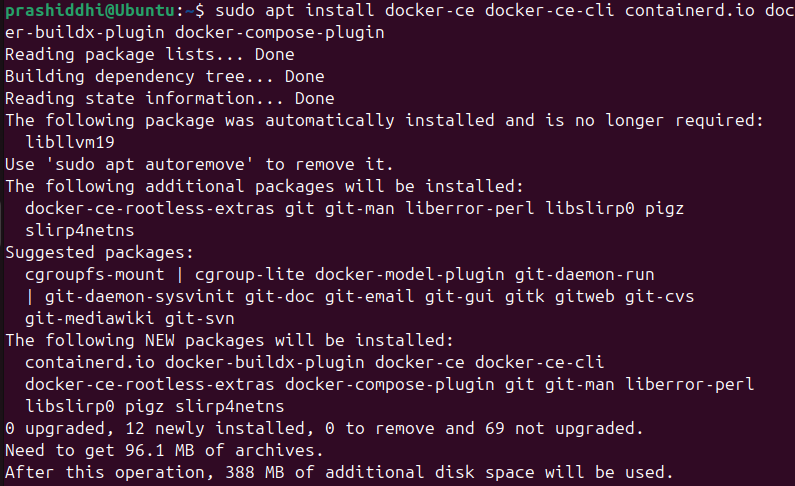 prashiddhi@Ubuntu:~$ sudo apt install docker-ce docker-ce-cli containerd.io doc
er-buildx-plugin docker-compose-plugin
Reading package lists... Done
Building dependency tree... Done
Reading state information... Done
The following package was automatically installed and is no longer required:
  libllvm19
Use 'sudo apt autoremove' to remove it.
The following additional packages will be installed:
  docker-ce-rootless-extras git git-man liberror-perl libslirp0 pigz
  slirp4netns
Suggested packages:
  cgroupfs-mount | cgroup-lite docker-model-plugin git-daemon-run
  | git-daemon-sysvinit git-doc git-email git-gui gitk gitweb git-cvs
  git-mediawiki git-svn
The following NEW packages will be installed:
  containerd.io docker-buildx-plugin docker-ce docker-ce-cli
  docker-ce-rootless-extras docker-compose-plugin git git-man liberror-perl
  libslirp0 pigz slirp4netns
0 upgraded, 12 newly installed, 0 to remove and 69 not upgraded.
Need to get 96.1 MB of archives.
After this operation, 388 MB of additional disk space will be used.